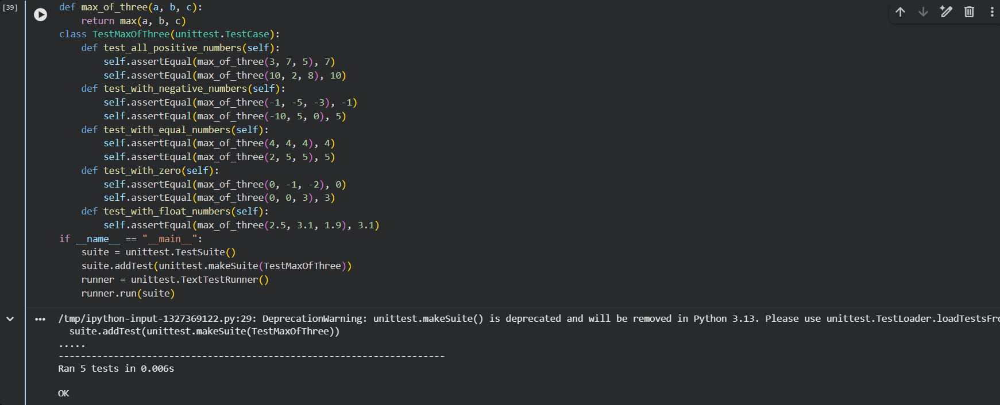 [39]
def max_of_three(a, b, c):
    return max(a, b, c)
class TestMaxOfThree(unittest.TestCase):
    def test_all_positive_numbers(self):
        self.assertEqual(max_of_three(3, 7, 5), 7)
        self.assertEqual(max_of_three(10, 2, 8), 10)
    def test_with_negative_numbers(self):
        self.assertEqual(max_of_three(-1, -5, -3), -1)
        self.assertEqual(max_of_three(-10, 5, 0), 5)
    def test_with_equal_numbers(self):
        self.assertEqual(max_of_three(4, 4, 4), 4)
        self.assertEqual(max_of_three(2, 5, 5), 5)
    def test_with_zero(self):
        self.assertEqual(max_of_three(0, -1, -2), 0)
        self.assertEqual(max_of_three(0, 0, 3), 3)
    def test_with_float_numbers(self):
        self.assertEqual(max_of_three(2.5, 3.1, 1.9), 3.1)
if __name__ == "__main__":
    suite = unittest.TestSuite()
    suite.addTest(unittest.makeSuite(TestMaxOfThree))
    runner = unittest.TextTestRunner()
    runner.run(suite)
/tmp/ipython-input-1327369122.py:29: DeprecationWarning: unittest.makeSuite() is deprecated and will be removed in Python 3.13. Please use unittest.TestLoader.loadTestsFro
  suite.addTest(unittest.makeSuite(TestMaxOfThree))
.....
----------------------------------------------------------------------
Ran 5 tests in 0.006s
OK